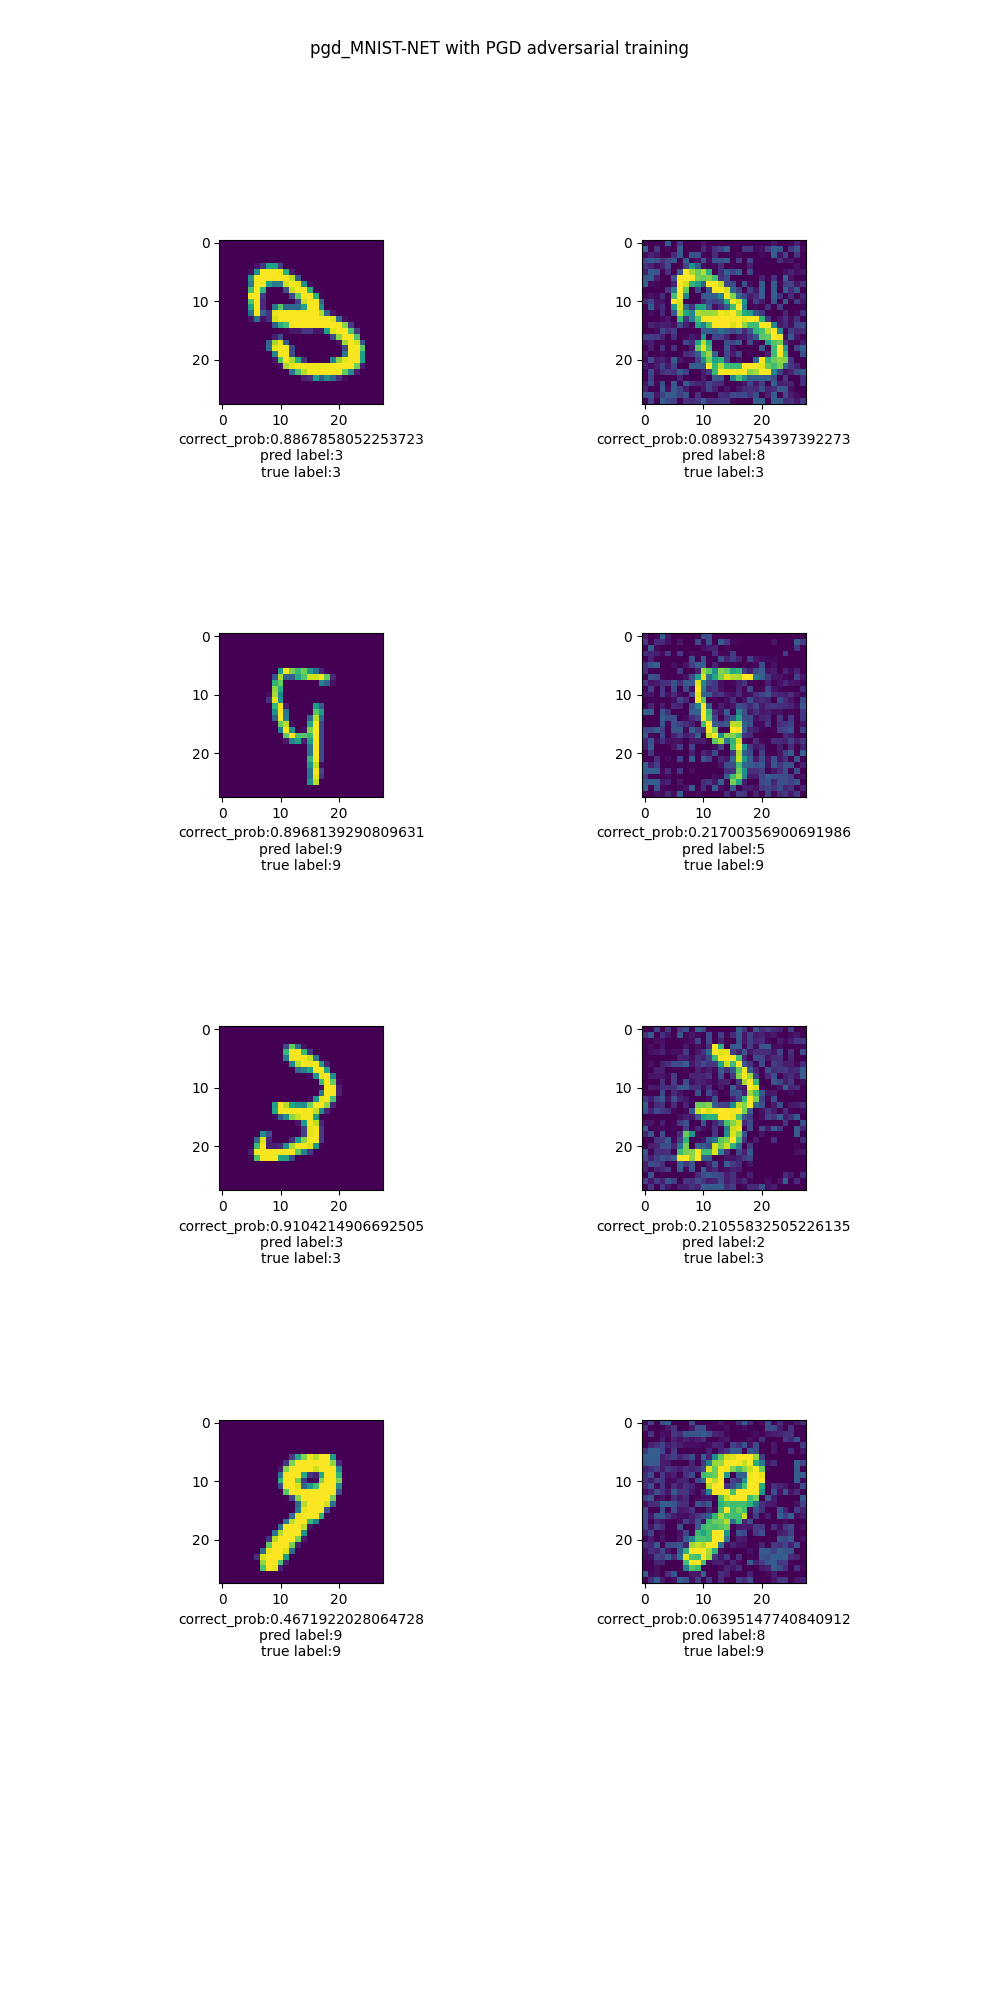 pgd_MNIST-NET with PGD adversarial training
0
10
20
0 10 20
correct_prob:0.8867858052253723
pred label:3
true label:3
0
10
20
0 10 20
correct_prob:0.08932754397392273
pred label:8
true label:3
0
10
20
0 10 20
correct_prob:0.8968139290809631
pred label:9
true label:9
0
10
20
0 10 20
correct_prob:0.21700356900691986
pred label:5
true label:9
0
10
20
0 10 20
correct_prob:0.9104214906692505
pred label:3
true label:3
0
10
20
0 10 20
correct_prob:0.21055832505226135
pred label:2
true label:3
0
10
20
0 10 20
correct_prob:0.4671922028064728
pred label:9
true label:9
0
10
20
0 10 20
correct_prob:0.06395147740840912
pred label:8
true label:9